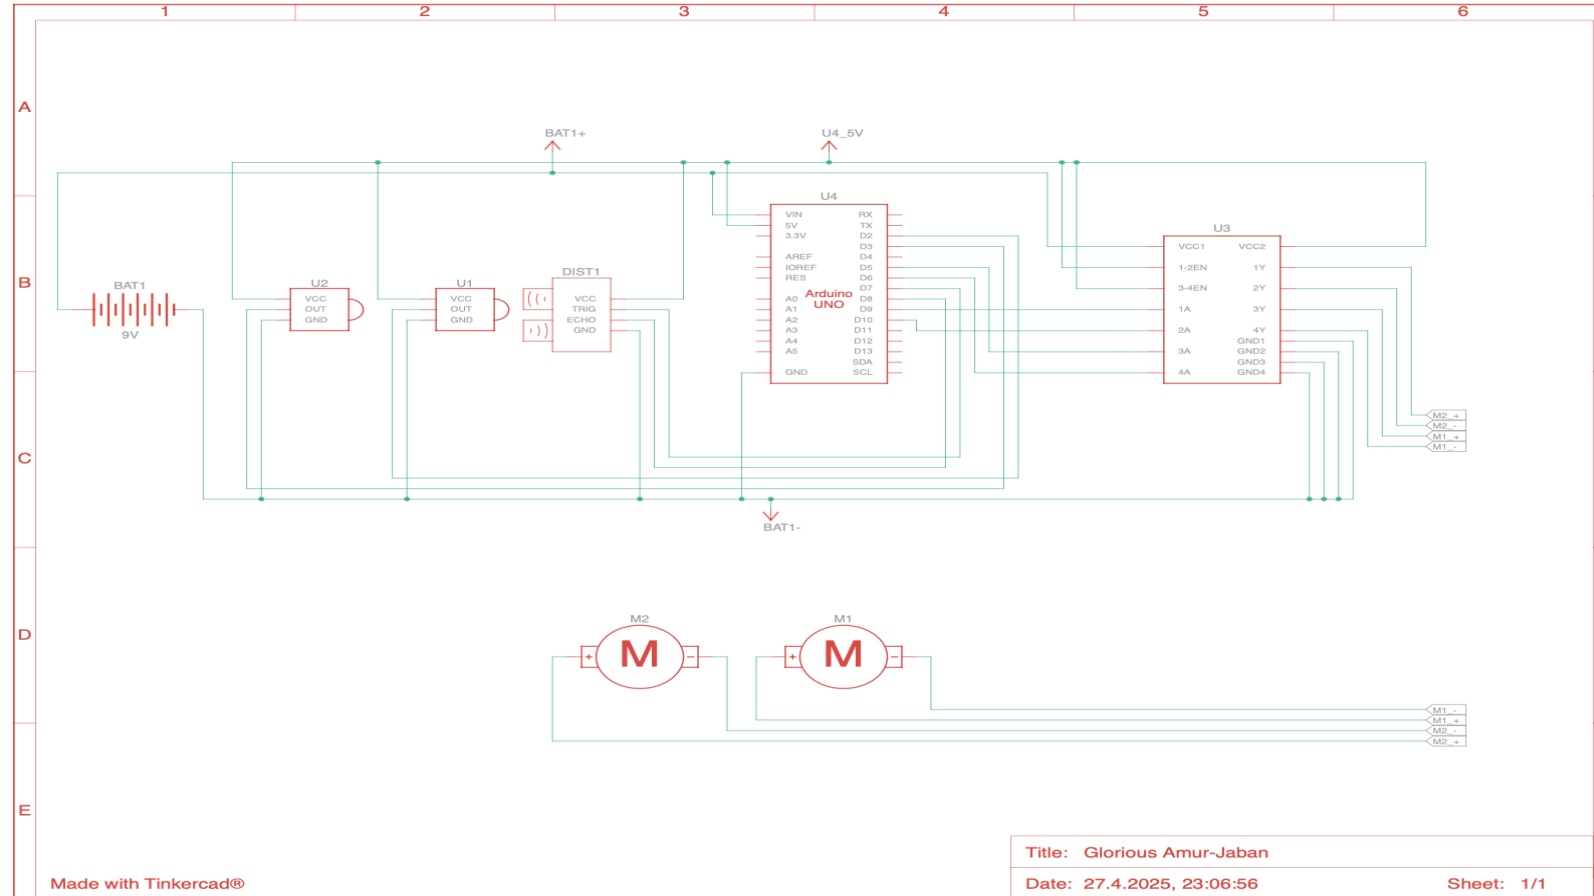 1 2 3 4 5 6
A
B
C
D
E
BAT1+
U4_5V
BAT1
9V
U2
VCC
OUT
GND
U1
VCC
OUT
GND
DIST1
VCC
TRIG
ECHO
GND
U4
VIN RX
5V TX
3.3V D2
D3
AREF D4
IOREF D5
RES D6
D7
A0 D8
A1 D9
A2 D10
A3 D11
A4 D12
A5 D13
SDA
GND SCL
Arduino
UNO
U3
VCC1 VCC2
1-2EN 1Y
3-4EN 2Y
1A 3Y
2A 4Y
GND1
3A GND2
GND3
4A GND4
M2_+
M2_-
M1_+
M1_-
BAT1-
M2
+ M -
M1
+ M -
M1_-
M1_+
M2_-
M2_+
Title: Glorious Amur-Jaban
Date: 27.4.2025, 23:06:56 Sheet: 1/1
Made with Tinkercad®